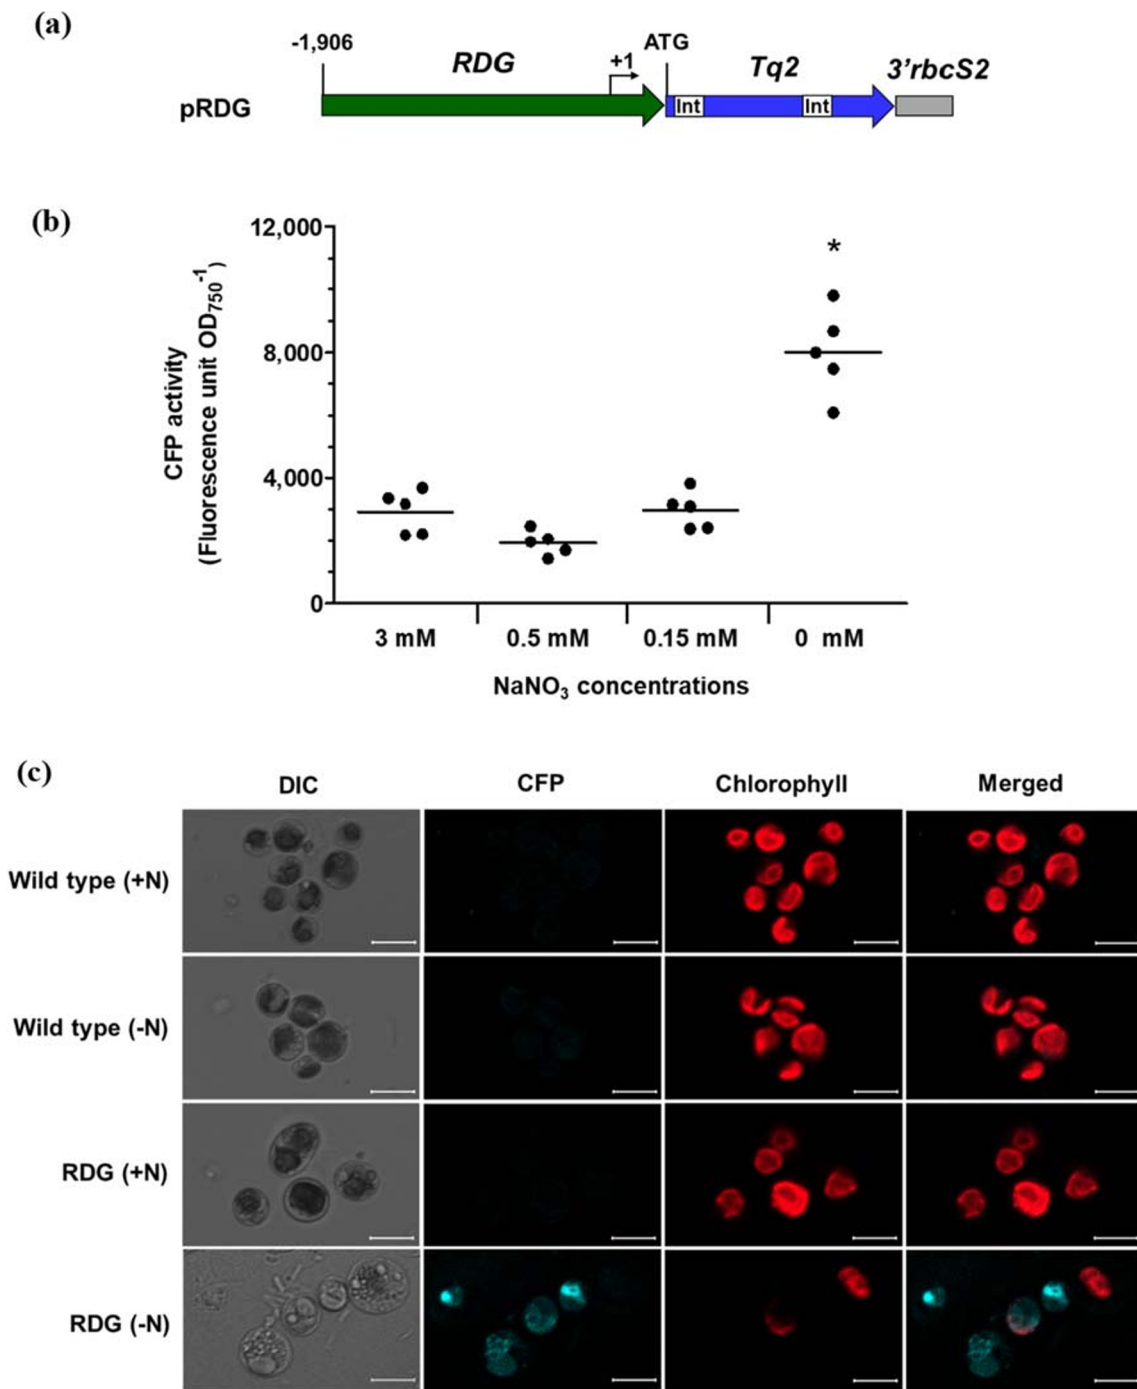 (a)
-1,906 RDG +1 ATG Tq2 3'rbcS2
pRDG Int Int
(b)
12,000
*
8,000
4,000
0
CFP activity
(Fluorescence unit OD750-1)
3 mM 0.5 mM 0.15 mM 0 mM
NaNO3 concentrations
(c)
DIC CFP Chlorophyll Merged
Wild type (+N)
Wild type (-N)
RDG (+N)
RDG (-N)